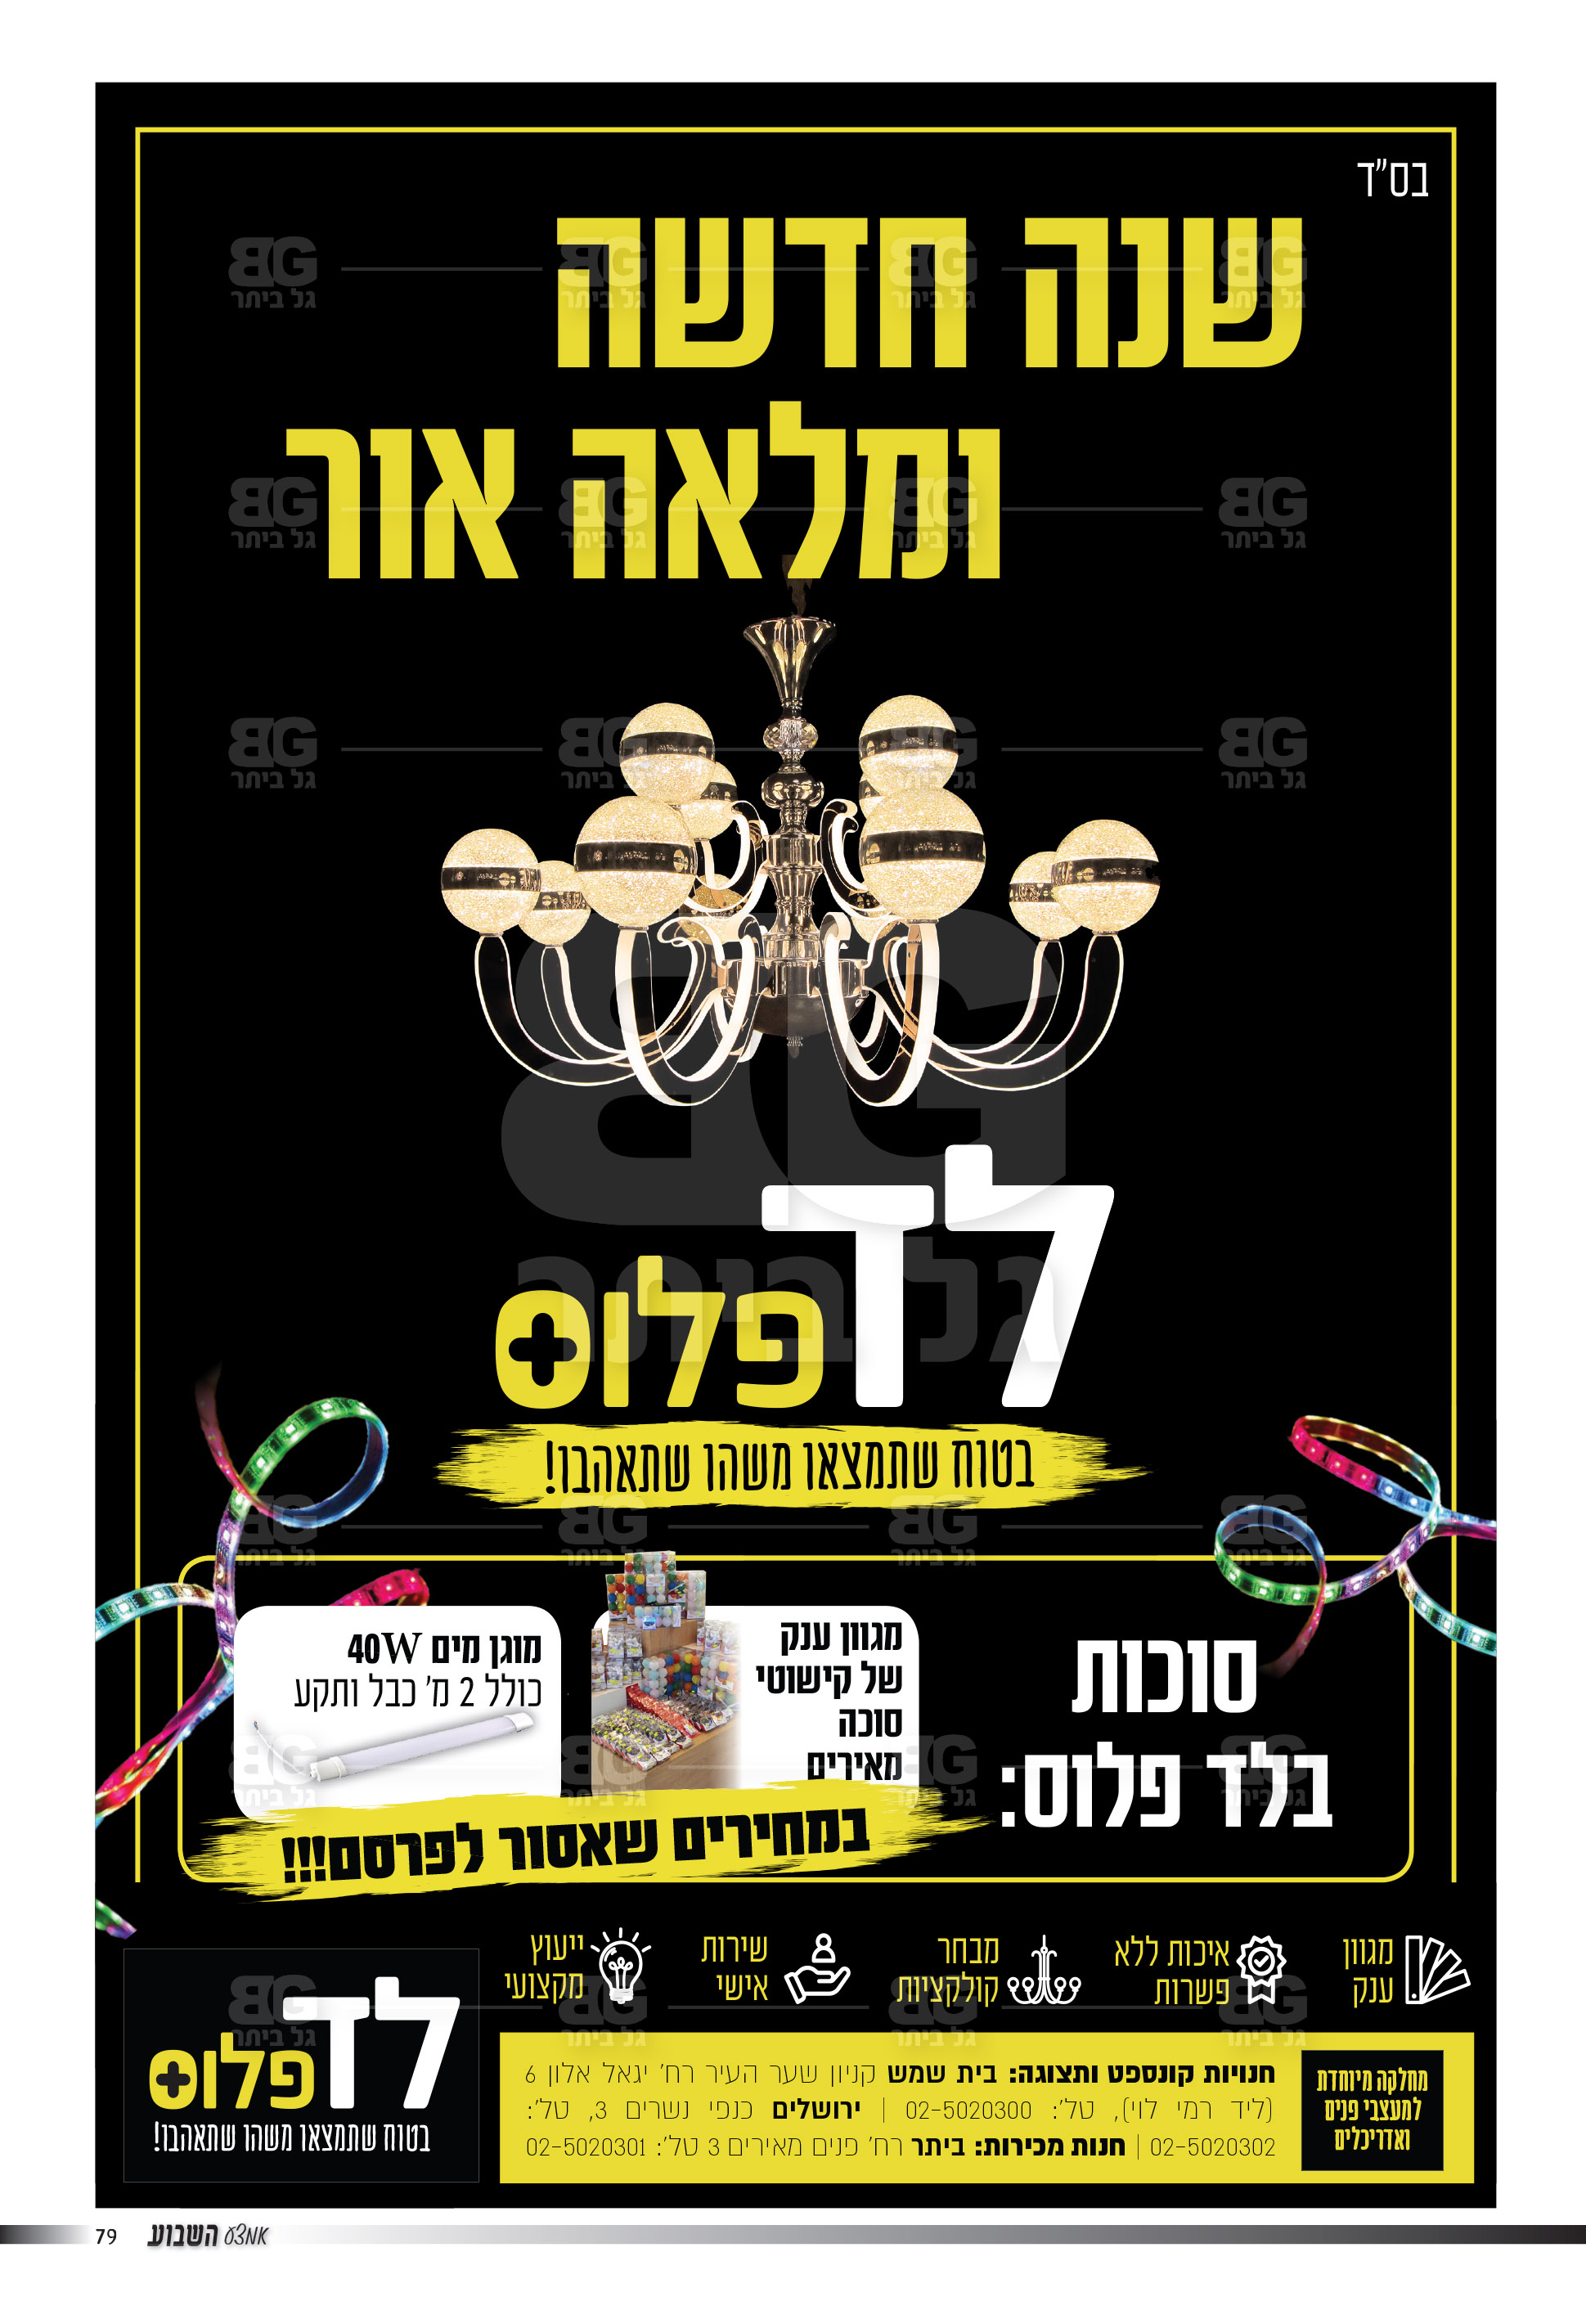 בס"ד
שנה חדשה
ומלאה אור
לד פלוס
בטוח שתמצאו משהו שתאהבו!
סוכות
בלד פלוס:
מגוון ענק
של קישוטי
סוכה
מאירים
מוגן מים 40W
כולל 2 מ' כבל ותקע
במחירים שאסור לפרסם!!!
מגוון
ענק
איכות ללא
פשרות
מבחר
קולקציות
שירות
אישי
ייעוץ
מקצועי
מחלקה מיוחדת
למעצבי פנים
ואדריכלים
חנויות קונספט ותצוגה: בית שמש קניון שער העיר רח' יגאל אלון 6
(ליד רמי לוי), טל': 02-5020300 | ירושלים כנפי נשרים 3, טל':
02-5020302 | חנות מכירות: ביתר רח' פנים מאירים 3 טל': 02-5020301
לד פלוס
בטוח שתמצאו משהו שתאהבו!
אמצע השבוע 79
BG
גל ביתר